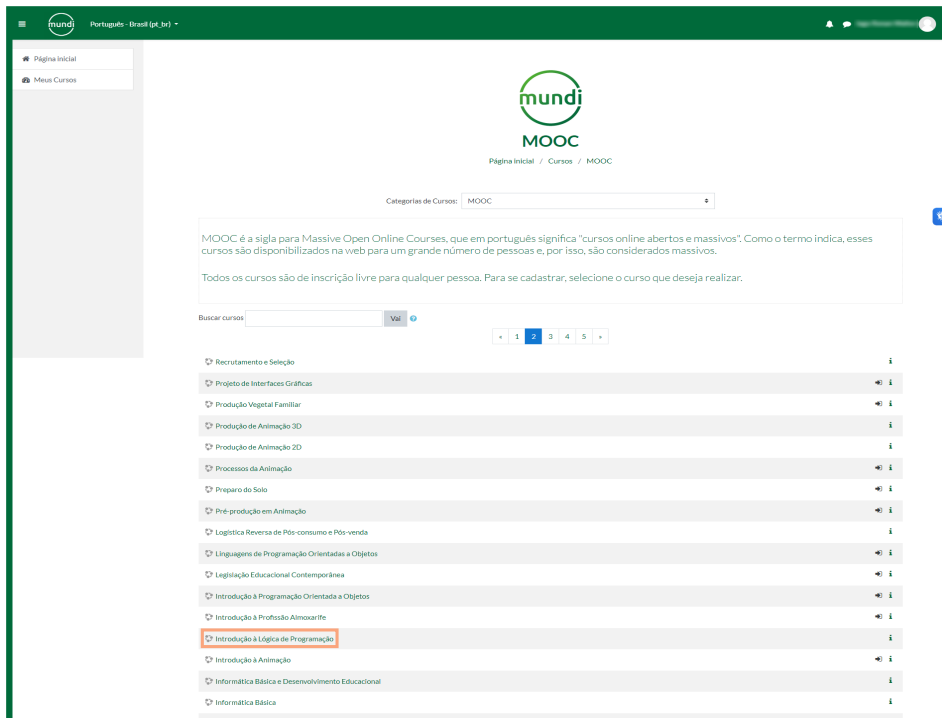 mundi
Português - Brasil (pt_br)
Página Inicial
Meus Cursos
mundi
MOOC
Página Inicial / Cursos / MOOC
Categorias de Cursos: MOOC
MOOC é a sigla para Massive Open Online Courses, que em português significa "cursos online abertos e massivos". Como o termo indica, esses
cursos são disponibilizados na web para um grande número de pessoas e, por isso, são considerados massivos.
Todos os cursos são de inscrição livre para qualquer pessoa. Para se cadastrar, selecione o curso que deseja realizar.
Buscar cursos Vai
« 1 2 3 4 5 »
Recrutamento e Seleção
Projeto de Interfaces Gráficas
Produção Vegetal Familiar
Produção de Animação 3D
Produção de Animação 2D
Processos da Animação
Preparo do Solo
Pré-produção em Animação
Logística Reversa de Pós-consumo e Pós-venda
Linguagens de Programação Orientadas a Objetos
Legislação Educacional Contemporânea
Introdução à Programação Orientada a Objetos
Introdução à Profissão Almoxarife
Introdução à Lógica de Programação
Introdução à Animação
Informática Básica e Desenvolvimento Educacional
Informática Básica